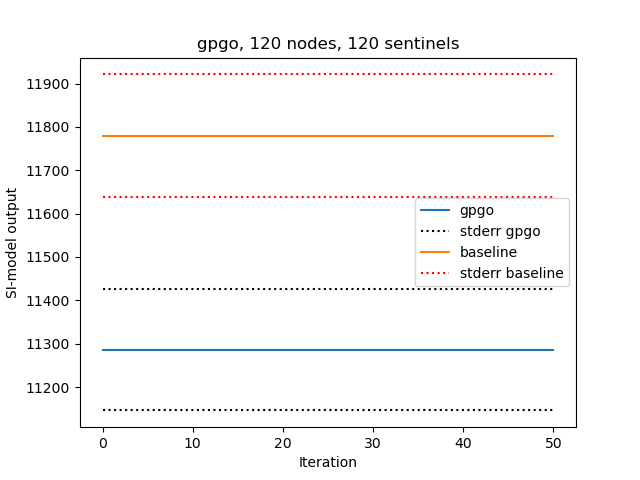 gpgo, 120 nodes, 120 sentinels
11900
11800
11700
11600
11500
11400
11300
11200
SI-model output
gpgo
stderr gpgo
baseline
stderr baseline
0 10 20 30 40 50
Iteration